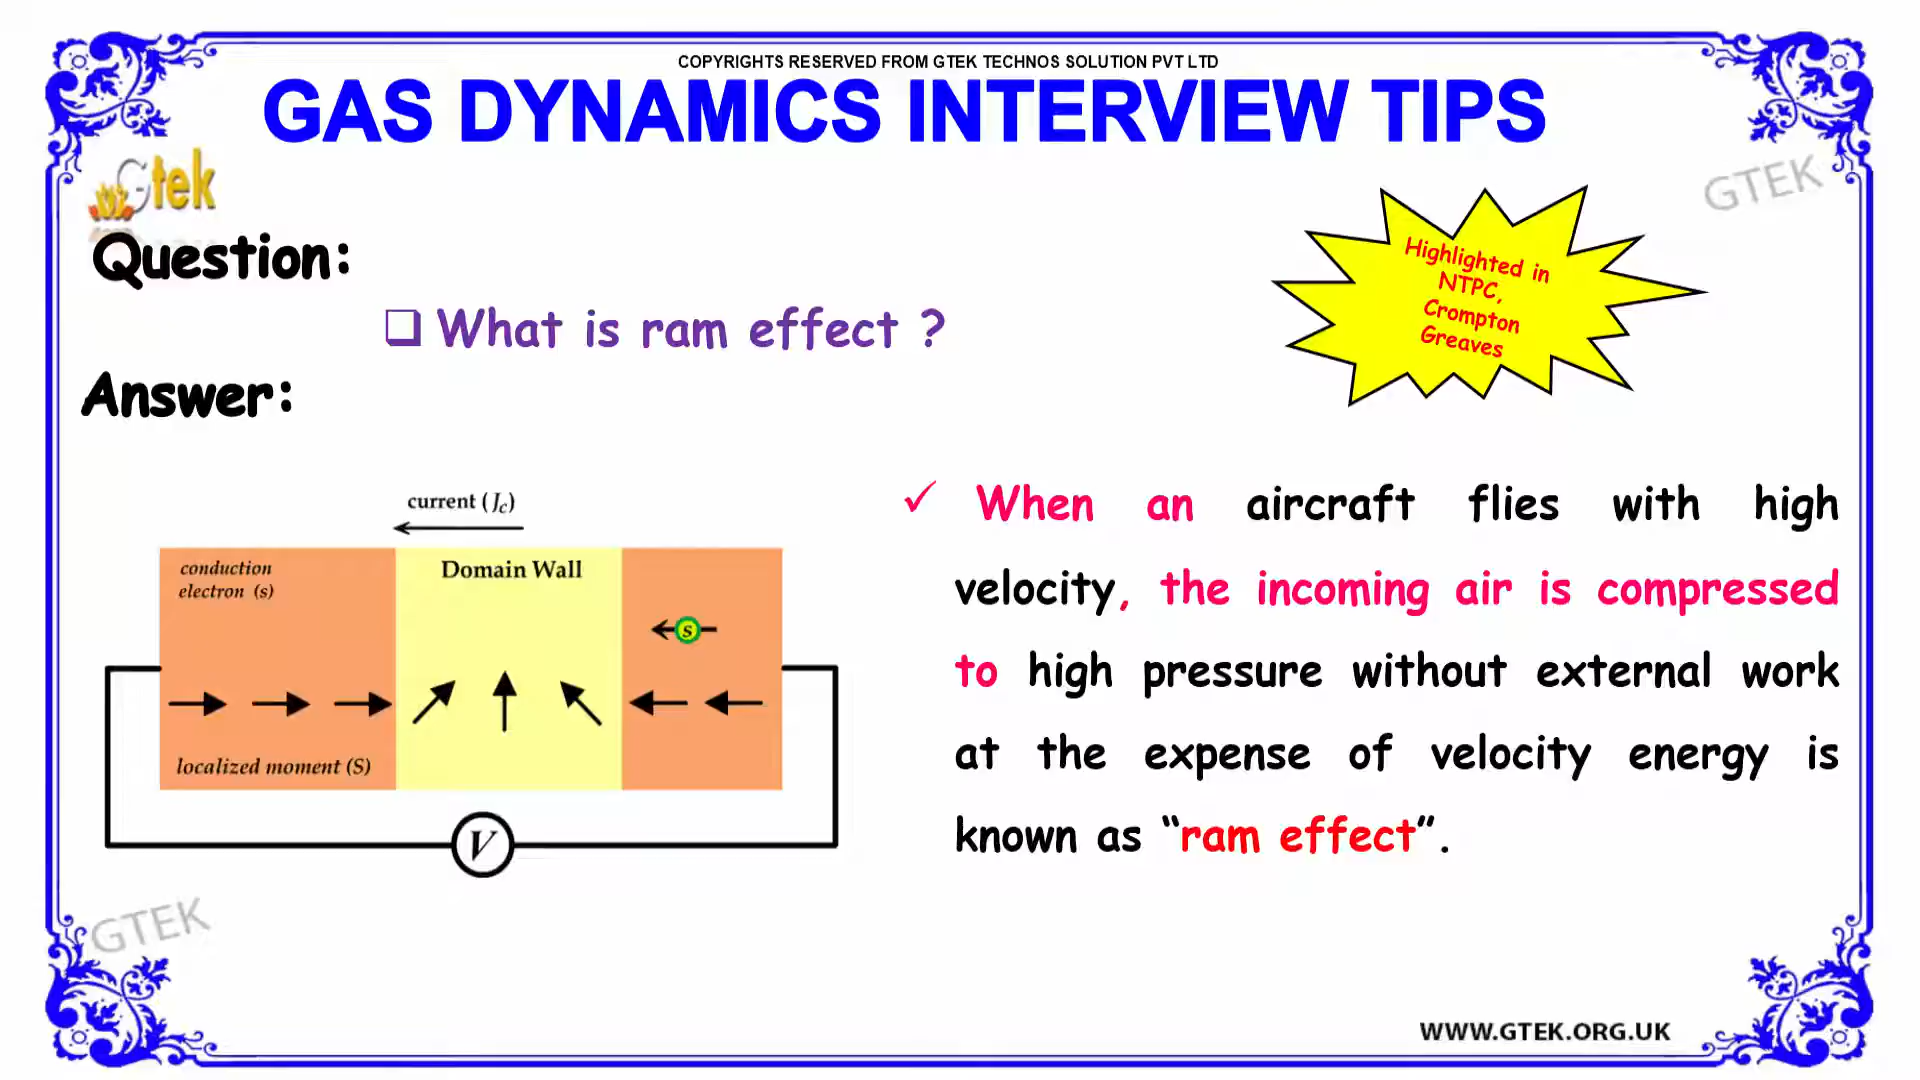 COPYRIGHTS RESERVED FROM GTEK TECHNOS SOLUTION PVT LTD
GAS DYNAMICS INTERVIEW TIPS
Gtek
GTEK
Question:
Highlighted in
NTPC,
Crompton
Greaves
❑ What is ram effect ?
Answer:
current (Jc)
conduction
electron (s)
Domain Wall
s
localized moment (S)
V
✓ When an aircraft flies with high
velocity, the incoming air is compressed
to high pressure without external work
at the expense of velocity energy is
known as “ram effect”.
GTEK
WWW.GTEK.ORG.UK